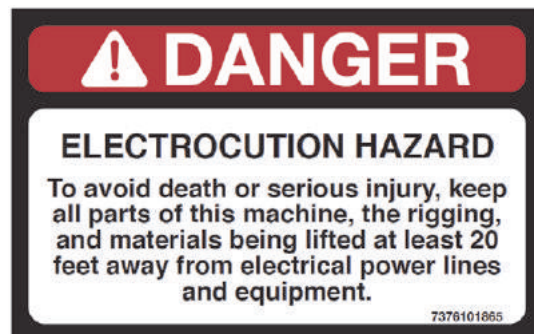 DANGER
ELECTROCUTION HAZARD
To avoid death or serious injury, keep
all parts of this machine, the rigging,
and materials being lifted at least 20
feet away from electrical power lines
and equipment.
7376101865